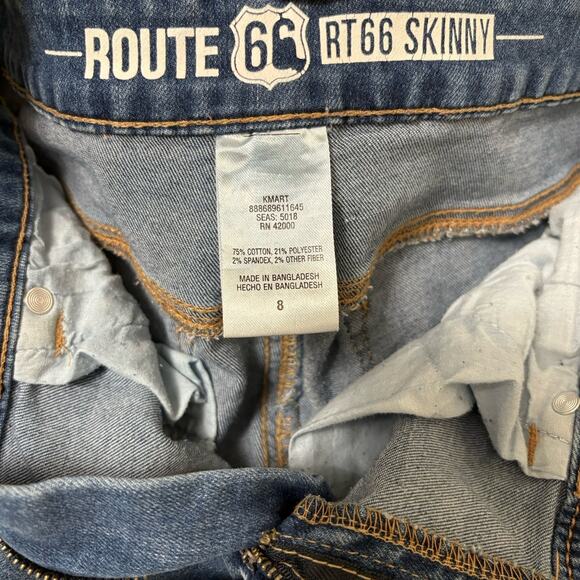 ROUTE 66 RT66 SKINNY
KMART
888689611645
SEAS: 5018
RN 42000
75% COTTON, 21% POLYESTER
2% SPANDEX, 2% OTHER FIBER
MADE IN BANGLADESH
HECHO EN BANGLADESH
8